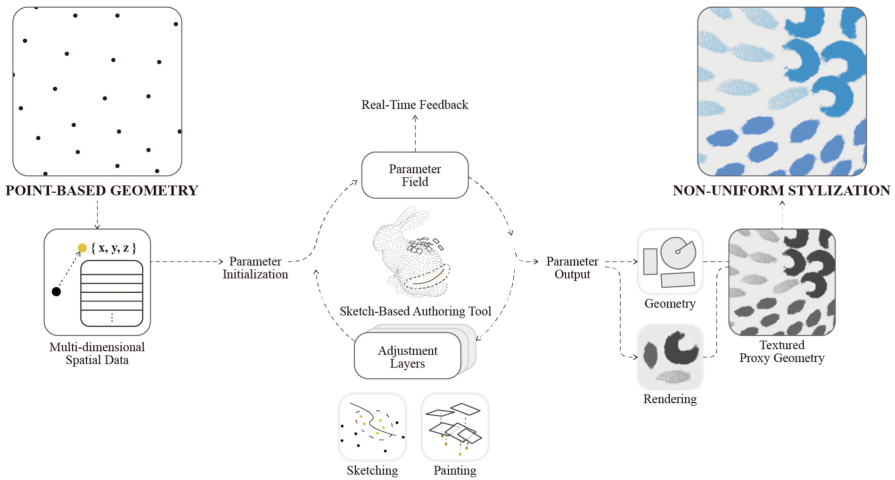 POINT-BASED GEOMETRY
{ x, y, z }
Multi-dimensional
Spatial Data
Parameter
Initialization
Real-Time Feedback
Parameter
Field
Sketch-Based Authoring Tool
Adjustment
Layers
Sketching
Painting
Parameter
Output
Geometry
Rendering
NON-UNIFORM STYLIZATION
Textured
Proxy Geometry